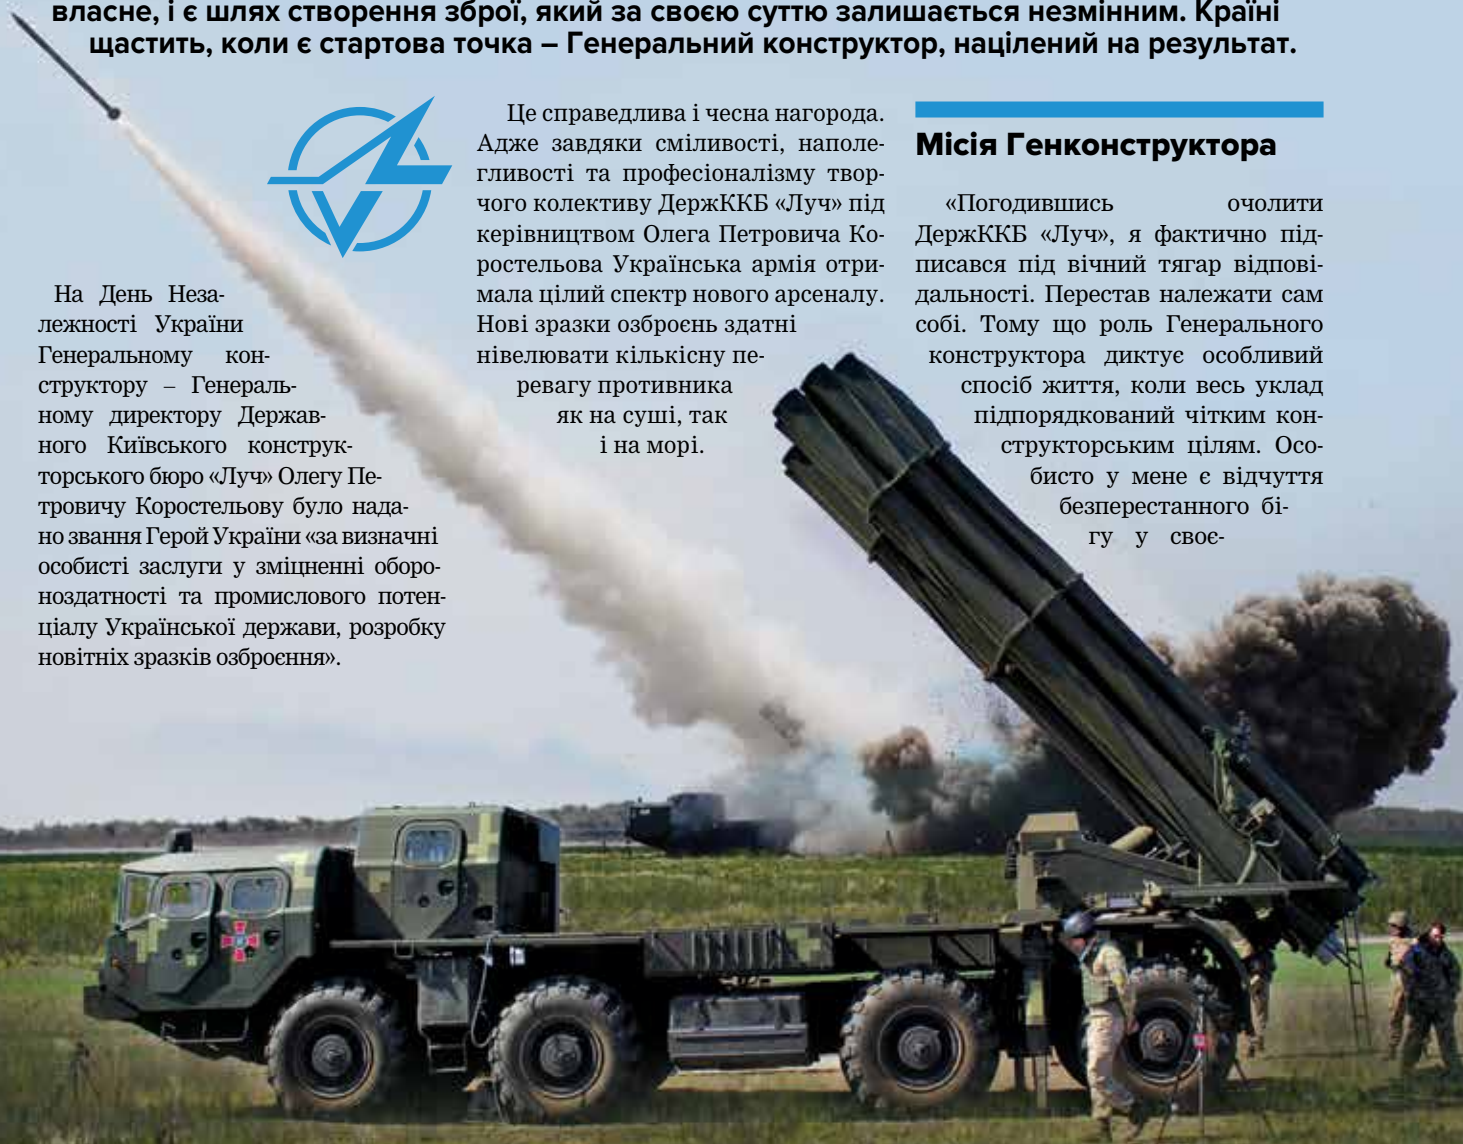 власне, і є шлях створення зброї, який за своєю суттю залишається незмінним. Країні
щастить, коли є стартова точка – Генеральний конструктор, націлений на результат.
На День Неза-
лежності України
Генеральному кон-
структору – Генераль-
ному директору Держав-
ного Київського конструк-
торського бюро «Луч» Олегу Пе-
тровичу Коростельову було нада-
но звання Герой України «за визначні
особисті заслуги у зміцненні оборо-
ноздатності та промислового потен-
ціалу Української держави, розробку
новітніх зразків озброєння».
Це справедлива і чесна нагорода.
Адже завдяки сміливості, наполе-
гливості та професіоналізму твор-
чого колективу ДержККБ «Луч» під
керівництвом Олега Петровича Ко-
ростельова Українська армія отри-
мала цілий спектр нового арсеналу.
Нові зразки озброєнь здатні
нівелювати кількісну пе-
ревагу противника
як на суші, так
і на морі.
Місія Генконструктора
«Погодившись очолити
ДержККБ «Луч», я фактично під-
писався під вічний тягар відпові-
дальності. Перестав належати сам
собі. Тому що роль Генерального
конструктора диктує особливий
спосіб життя, коли весь уклад
підпорядкований чітким кон-
структорським цілям. Осо-
бисто у мене є відчуття
безперестанного бі-
гу у своє-